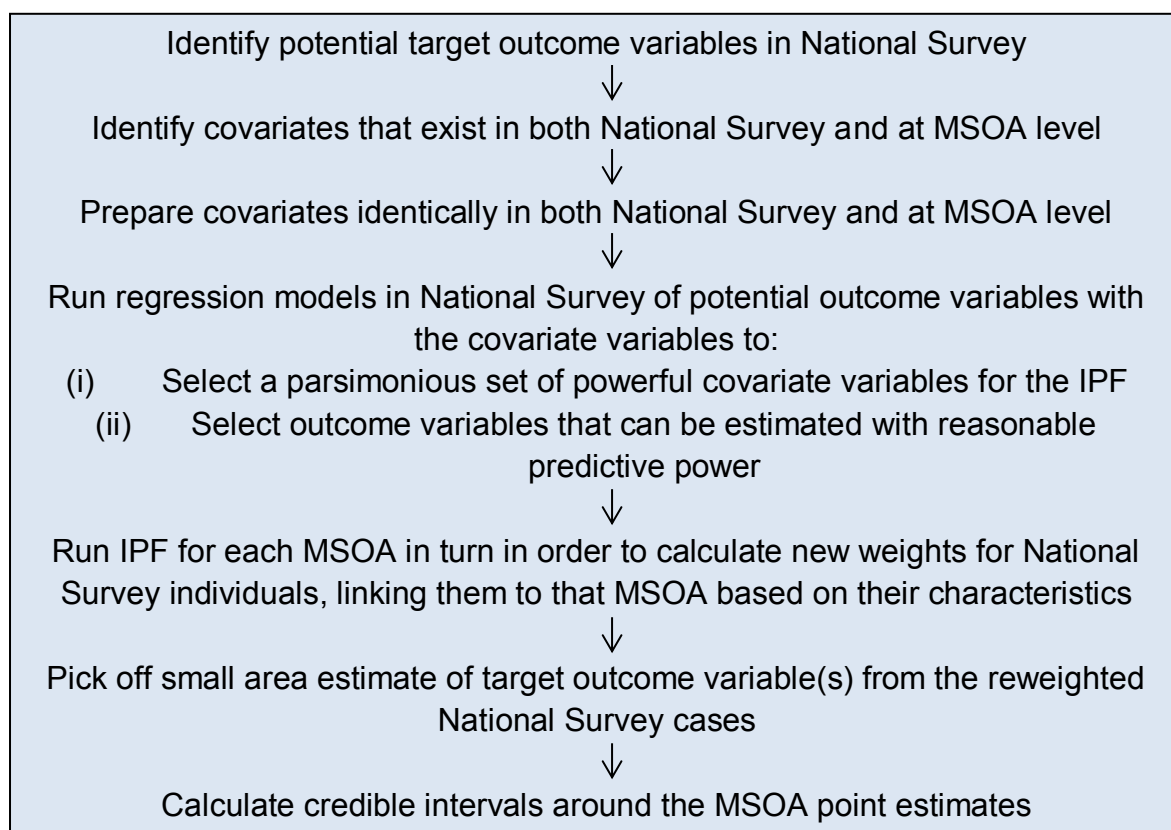 Identify potential target outcome variables in National Survey
Identify covariates that exist in both National Survey and at MSOA level
Prepare covariates identically in both National Survey and at MSOA level
Run regression models in National Survey of potential outcome variables with
the covariate variables to:
(i) Select a parsimonious set of powerful covariate variables for the IPF
(ii) Select outcome variables that can be estimated with reasonable
predictive power
Run IPF for each MSOA in turn in order to calculate new weights for National
Survey individuals, linking them to that MSOA based on their characteristics
Pick off small area estimate of target outcome variable(s) from the reweighted
National Survey cases
Calculate credible intervals around the MSOA point estimates